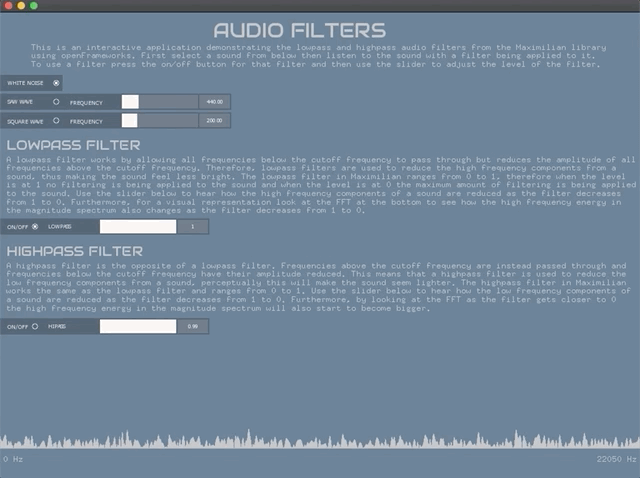 AUDIO FILTERS
This is an interactive application demonstrating the lowpass and highpass audio filters from the Maximilian library
using openFrameworks. First select a sound from below then listen to the sound with a filter being applied to it.
To use a filter press the on/off button for that filter and then use the slider to adjust the level of the filter.
WHITE NOISE
SAW WAVE FREQUENCY 440.00
SQUARE WAVE FREQUENCY 200.00
LOWPASS FILTER
A lowpass filter works by allowing all frequencies below the cutoff frequency to pass through but reduces the amplitude of all
frequencies above the cutoff frequency. Therefore, lowpass filters are used to reduce the high frequency components from a
sound, thus making the sound feel less bright. The lowpass filter in Maximilian ranges from 0 to 1, therefore when the level
is at 1 no filtering is being applied to the sound and when the level is at 0 the maximum amount of filtering is being applied
to the sound. Use the slider below to hear how the high frequency components of a sound are reduced as the filter decreases
from 1 to 0. Furthermore, for a visual representation look at the FFT at the bottom to see how the high frequency energy in
the magnitude spectrum also changes as the filter decreases from 1 to 0.
ON/OFF LOWPASS 1
HIGHPASS FILTER
A highpass filter is the opposite of a lowpass filter. Frequencies above the cutoff frequency are instead passed through and
frequencies below the cutoff frequency have their amplitude reduced. This means that a highpass filter is used to reduce the
low frequency components from a sound, perceptually this will make the sound seem lighter. The highpass filter in Maximilian
works the same as the lowpass filter and ranges from 0 to 1. Use the slider below to hear how the low frequency components of
a sound are reduced as the filter decreases from 1 to 0. Furthermore, by looking at the FFT as the filter gets closer to 0
the high frequency energy in the magnitude spectrum will also start to become bigger.
ON/OFF HIPASS 0.99
0 Hz 22050 Hz